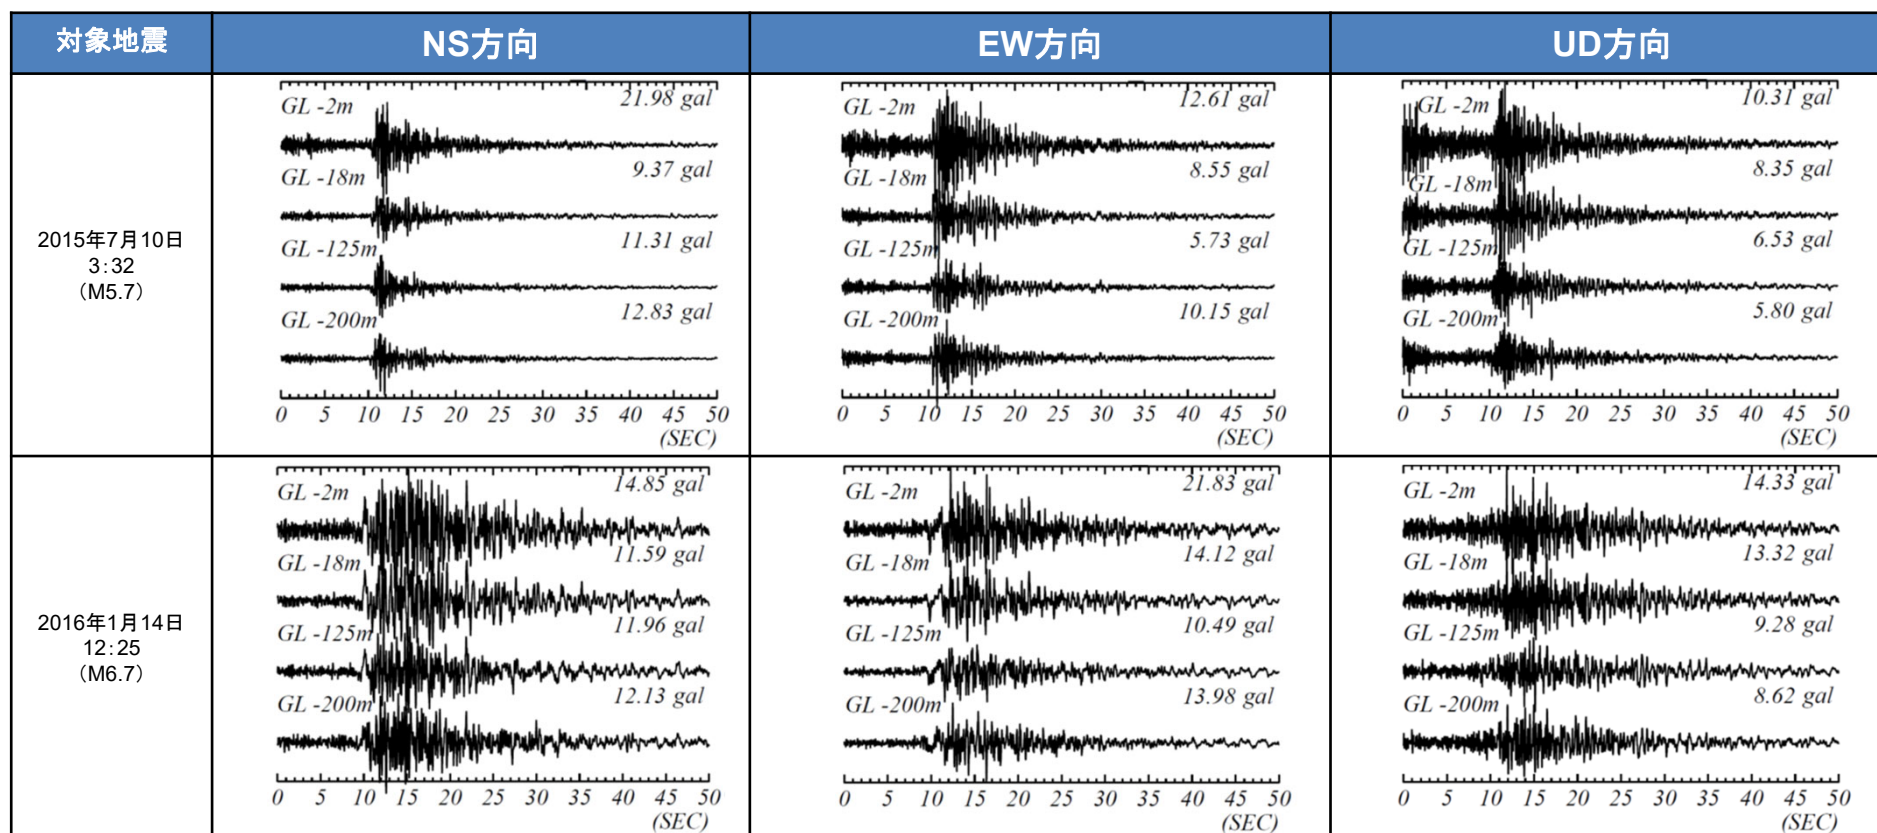 対象地震 NS方向 EW方向 UD方向
2015年7月10日
3:32
(M5.7)
GL -2m 21.98 gal
GL -18m 9.37 gal
GL -125m 11.31 gal
GL -200m 12.83 gal
0 5 10 15 20 25 30 35 40 45 50
(SEC)
GL -2m 12.61 gal
GL -18m 8.55 gal
GL -125m 5.73 gal
GL -200m 10.15 gal
0 5 10 15 20 25 30 35 40 45 50
(SEC)
GL -2m 10.31 gal
GL -18m 8.35 gal
GL -125m 6.53 gal
GL -200m 5.80 gal
0 5 10 15 20 25 30 35 40 45 50
(SEC)
2016年1月14日
12:25
(M6.7)
GL -2m 14.85 gal
GL -18m 11.59 gal
GL -125m 11.96 gal
GL -200m 12.13 gal
0 5 10 15 20 25 30 35 40 45 50
(SEC)
GL -2m 21.83 gal
GL -18m 14.12 gal
GL -125m 10.49 gal
GL -200m 13.98 gal
0 5 10 15 20 25 30 35 40 45 50
(SEC)
GL -2m 14.33 gal
GL -18m 13.32 gal
GL -125m 9.28 gal
GL -200m 8.62 gal
0 5 10 15 20 25 30 35 40 45 50
(SEC)